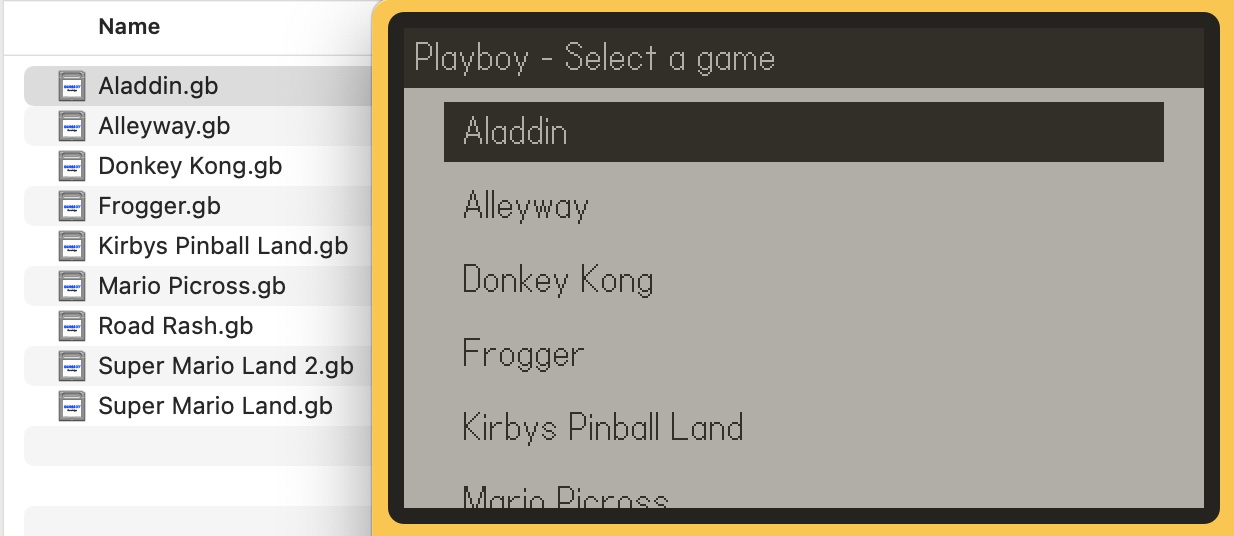 Name
Aladdin.gb
Alleyway.gb
Donkey Kong.gb
Frogger.gb
Kirbys Pinball Land.gb
Mario Picross.gb
Road Rash.gb
Super Mario Land 2.gb
Super Mario Land.gb
Playboy - Select a game
Aladdin
Alleyway
Donkey Kong
Frogger
Kirbys Pinball Land
Mario Picross